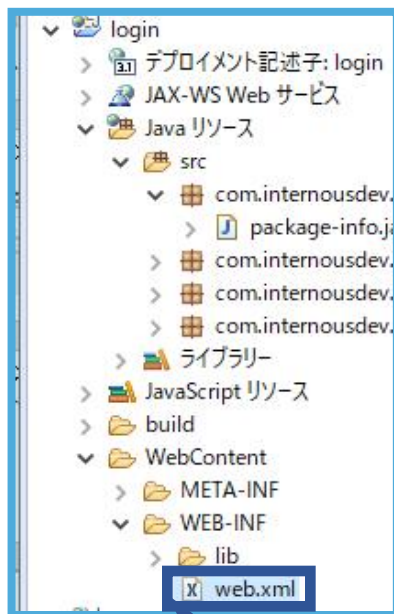 login
3.1 デプロイメント記述子: login
JAX-WS Web サービス
Java リソース
src
com.internousdev.
J package-info.ja
com.internousdev.
com.internousdev.
com.internousdev.
ライブラリー
JavaScript リソース
build
WebContent
META-INF
WEB-INF
lib
X web.xml